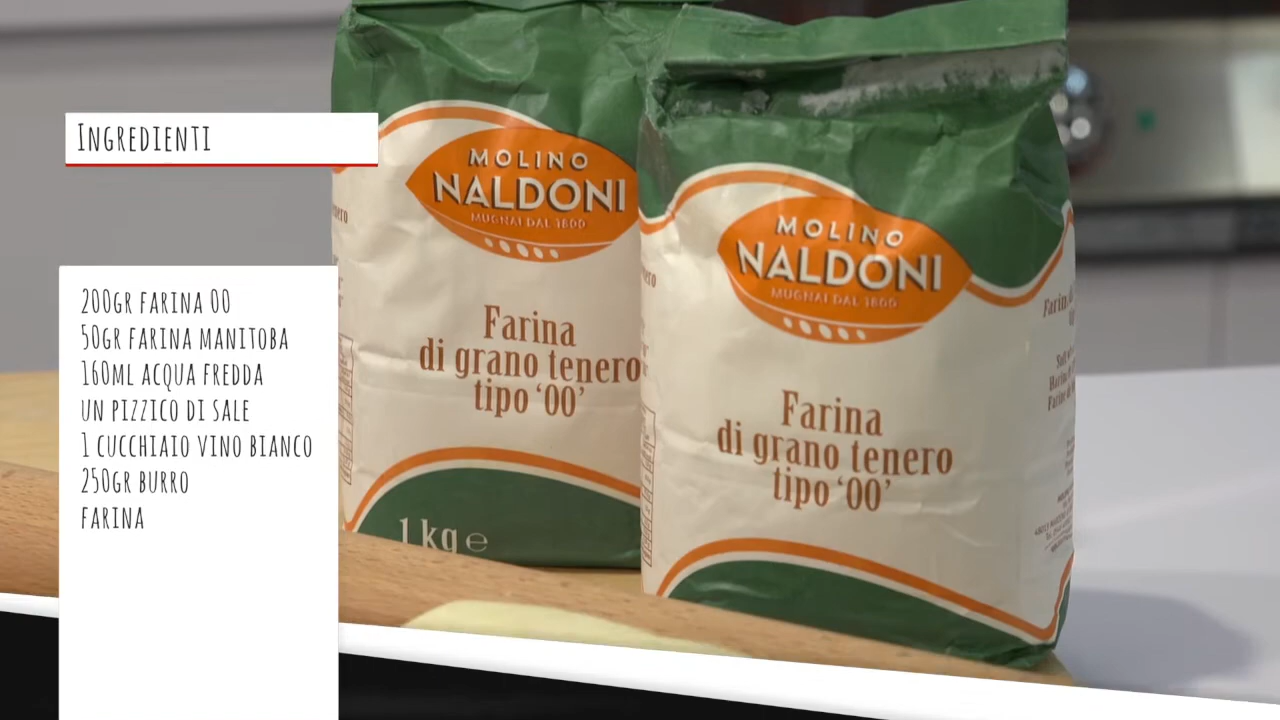 INGREDIENTI
200GR FARINA 00
50GR FARINA MANITOBA
160ML ACQUA FREDDA
UN PIZZICO DI SALE
1 CUCCHIAIO VINO BIANCO
250GR BURRO
FARINA
MOLINO
NALDONI
MUGNAI DAL 1800
Farina
di grano tenero
tipo ‘00’
1 kg e
MOLINO
NALDONI
MUGNAI DAL 1800
Farina
di grano tenero
tipo ‘00’